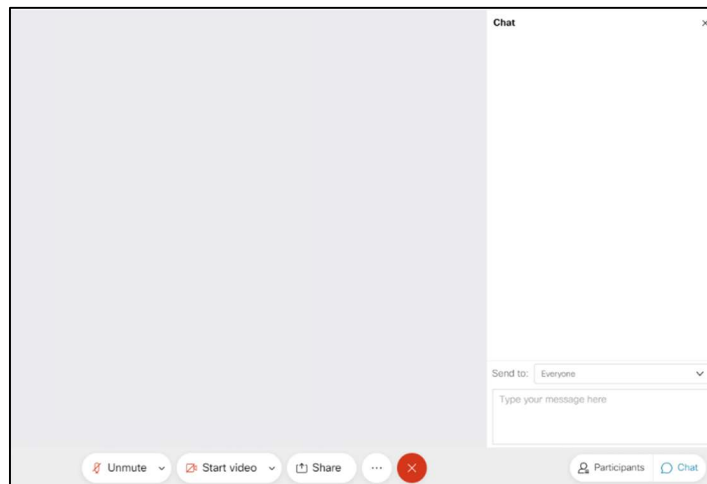 Chat
Send to: Everyone
Type your message here
Unmute Start video Share Participants Chat